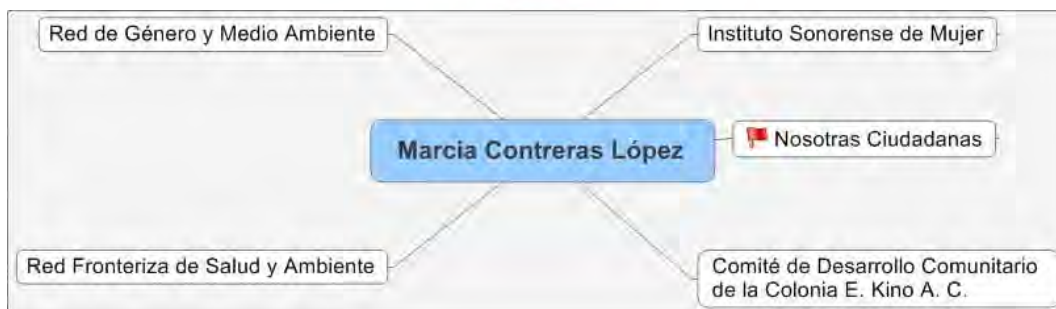 Red de Género y Medio Ambiente
Instituto Sonorense de Mujer
Marcia Contreras López
Nosotras Ciudadanas
Red Fronteriza de Salud y Ambiente
Comité de Desarrollo Comunitario
de la Colonia E. Kino A. C.